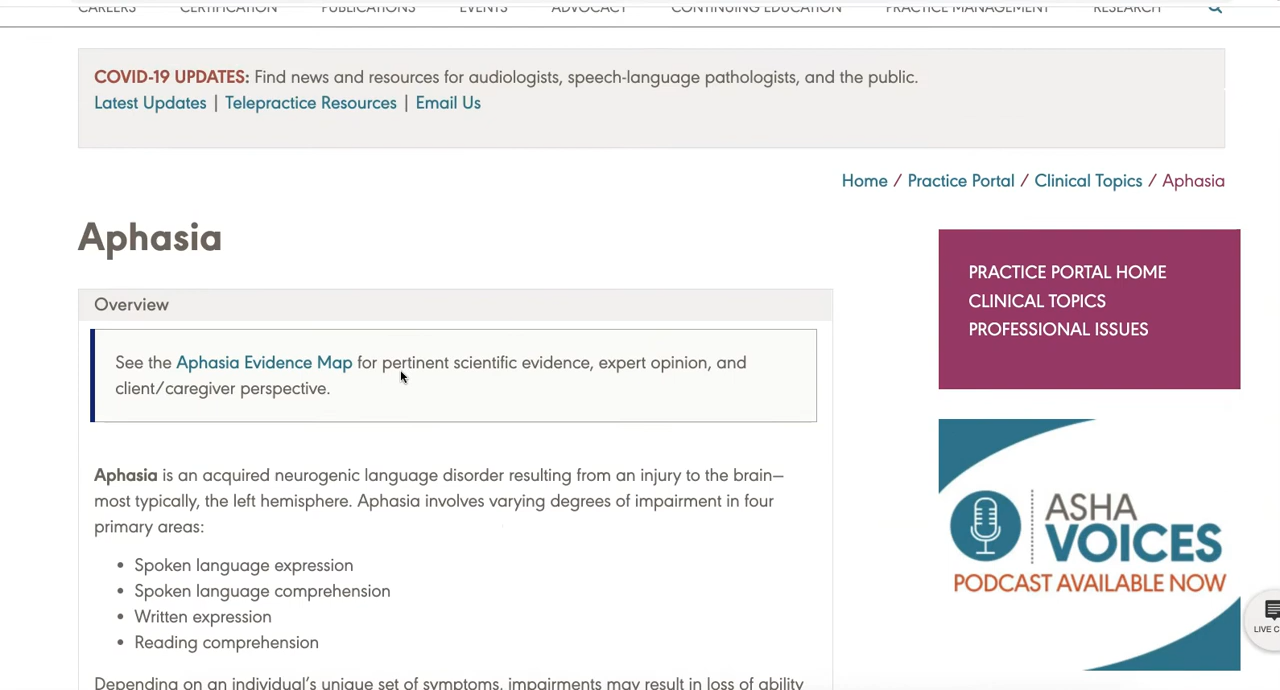 CAREERS CERTIFICATION PUBLICATIONS EVENTS ADVOCACY CONTINUING EDUCATION PRACTICE MANAGEMENT RESEARCH
COVID-19 UPDATES: Find news and resources for audiologists, speech-language pathologists, and the public.
Latest Updates | Telepractice Resources | Email Us
Home / Practice Portal / Clinical Topics / Aphasia
Aphasia
Overview
See the Aphasia Evidence Map for pertinent scientific evidence, expert opinion, and
client/caregiver perspective.
Aphasia is an acquired neurogenic language disorder resulting from an injury to the brain—
most typically, the left hemisphere. Aphasia involves varying degrees of impairment in four
primary areas:
• Spoken language expression
• Spoken language comprehension
• Written expression
• Reading comprehension
Depending on an individual's unique set of symptoms, impairments may result in loss of ability
PRACTICE PORTAL HOME
CLINICAL TOPICS
PROFESSIONAL ISSUES
ASHA
VOICES
PODCAST AVAILABLE NOW
LIVE C